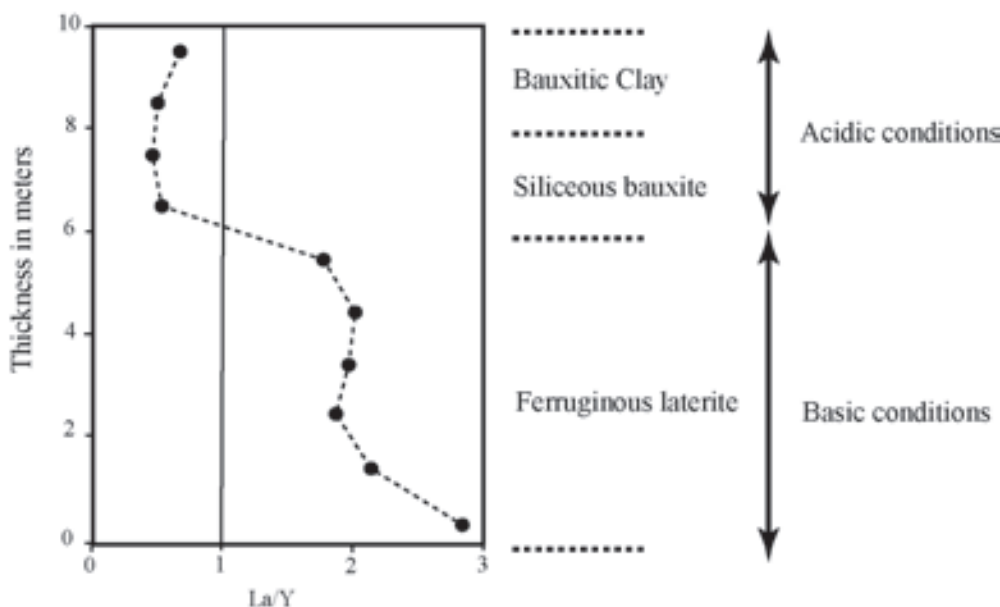 10
8
6
4
2
0
Thickness in meters
0 1 2 3
La/Y
Bauxitic Clay
Siliceous bauxite
Ferruginous laterite
Acidic conditions
Basic conditions